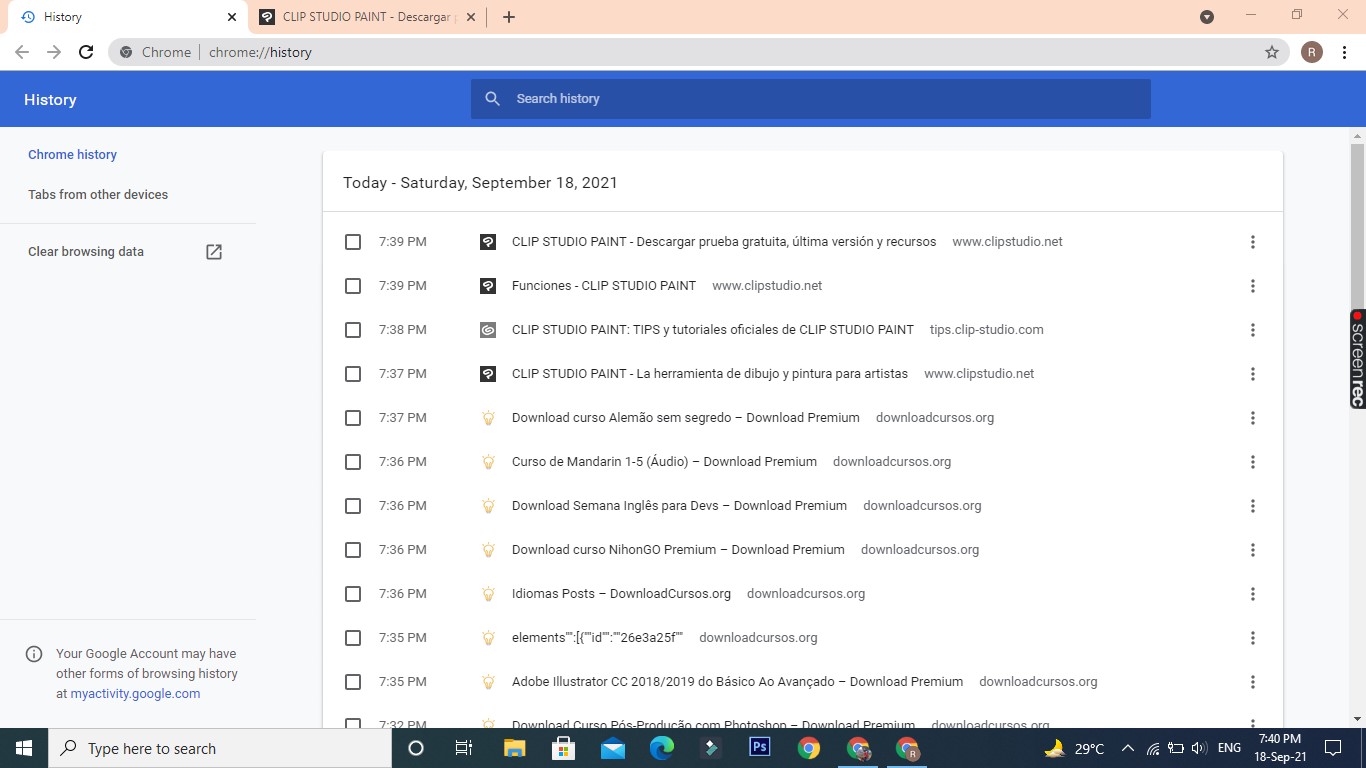 History
CLIP STUDIO PAINT - Descargar p
Chrome | chrome://history
R
History
Search history
Chrome history
Tabs from other devices
Clear browsing data
Today - Saturday, September 18, 2021
7:39 PM CLIP STUDIO PAINT - Descargar prueba gratuita, última versión y recursos www.clipstudio.net
7:39 PM Funciones - CLIP STUDIO PAINT www.clipstudio.net
7:38 PM CLIP STUDIO PAINT: TIPS y tutoriales oficiales de CLIP STUDIO PAINT tips.clip-studio.com
7:37 PM CLIP STUDIO PAINT - La herramienta de dibujo y pintura para artistas www.clipstudio.net
7:37 PM Download curso Alemão sem segredo – Download Premium downloadcursos.org
7:36 PM Curso de Mandarin 1-5 (Áudio) – Download Premium downloadcursos.org
7:36 PM Download Semana Inglês para Devs – Download Premium downloadcursos.org
7:36 PM Download curso NihonGO Premium – Download Premium downloadcursos.org
7:36 PM Idiomas Posts – DownloadCursos.org downloadcursos.org
7:35 PM elements"":[{""id"":""26e3a25f"" downloadcursos.org
7:35 PM Adobe Illustrator CC 2018/2019 do Básico Ao Avançado – Download Premium downloadcursos.org
7:32 PM Download Curso Pós-Produção com Photoshop – Download Premium downloadcursos.org
Your Google Account may have
other forms of browsing history
at myactivity.google.com
screenrec
Type here to search
Ps
R
29°C
ENG
7:40 PM
18-Sep-21